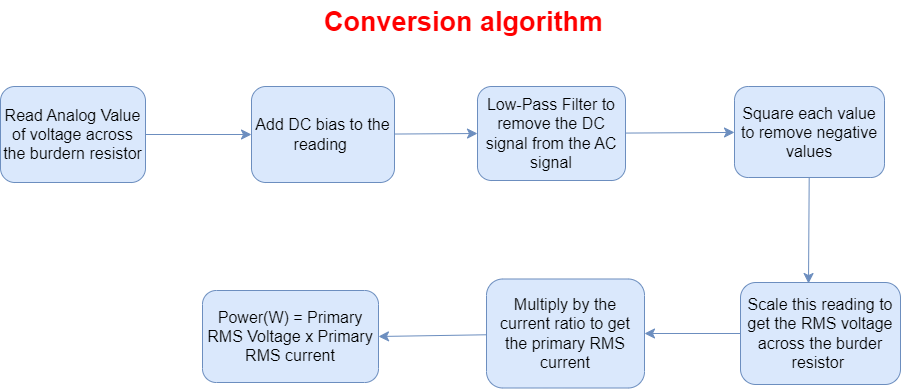 Conversion algorithm
Read Analog Value
of voltage across
the burdern resistor
Add DC bias to the
reading
Low-Pass Filter to
remove the DC
signal from the AC
signal
Square each value
to remove negative
values
Scale this reading to
get the RMS voltage
across the burder
resistor
Multiply by the
current ratio to get
the primary RMS
current
Power(W) = Primary
RMS Voltage x Primary
RMS current